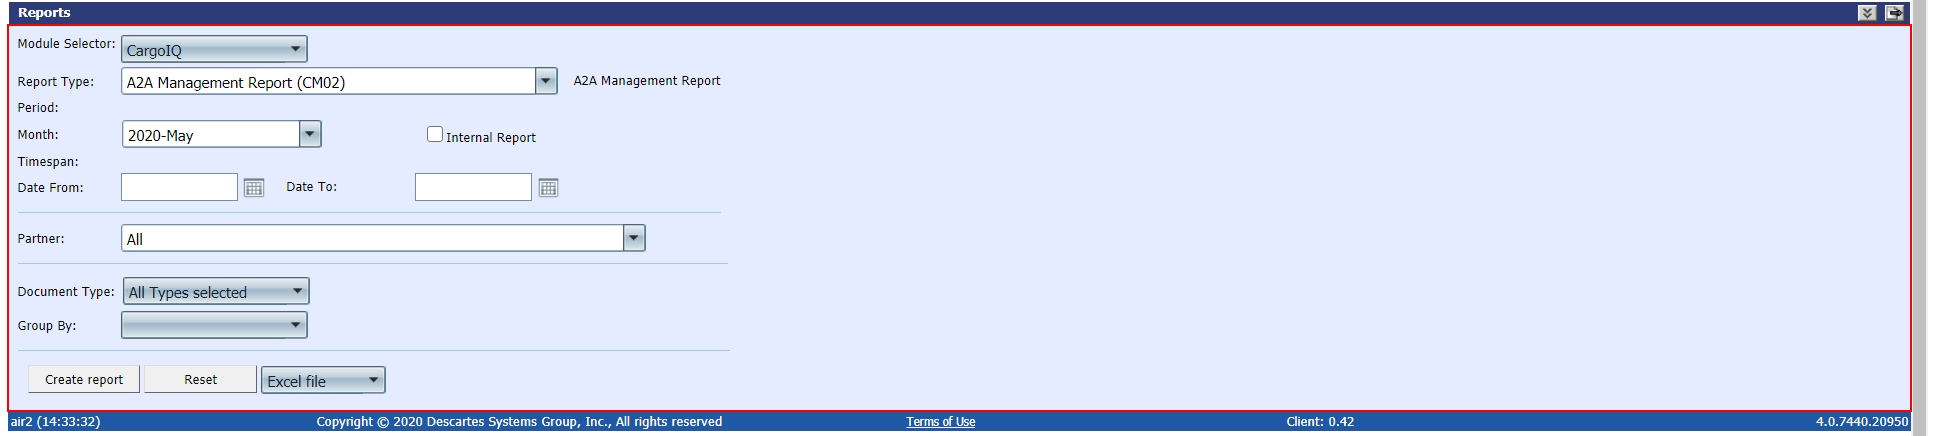 Reports
Module Selector: CargoIQ
Report Type: A2A Management Report (CM02) A2A Management Report
Period:
Month: 2020-May Internal Report
Timespan:
Date From: Date To:
Partner: All
Document Type: All Types selected
Group By:
Create report Reset Excel file
air2 (14:33:32) Copyright © 2020 Descartes Systems Group, Inc., All rights reserved Terms of Use Client: 0.42 4.0.7440.20950